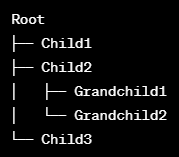 Root
├── Child1
├── Child2
│   ├── Grandchild1
│   └── Grandchild2
└── Child3